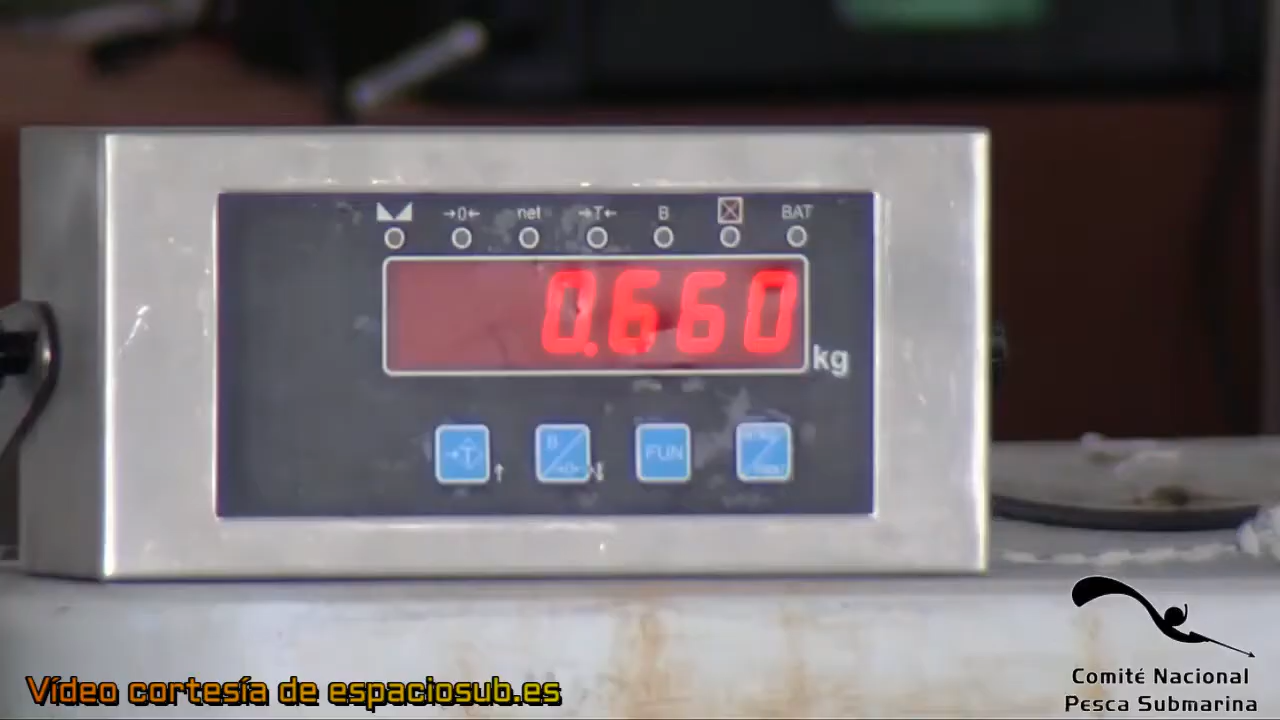 →0← net →T← B BAT
0.660
kg
→T← ↑ B FUN
Vídeo cortesía de espaciosub.es
Comité Nacional
Pesca Submarina